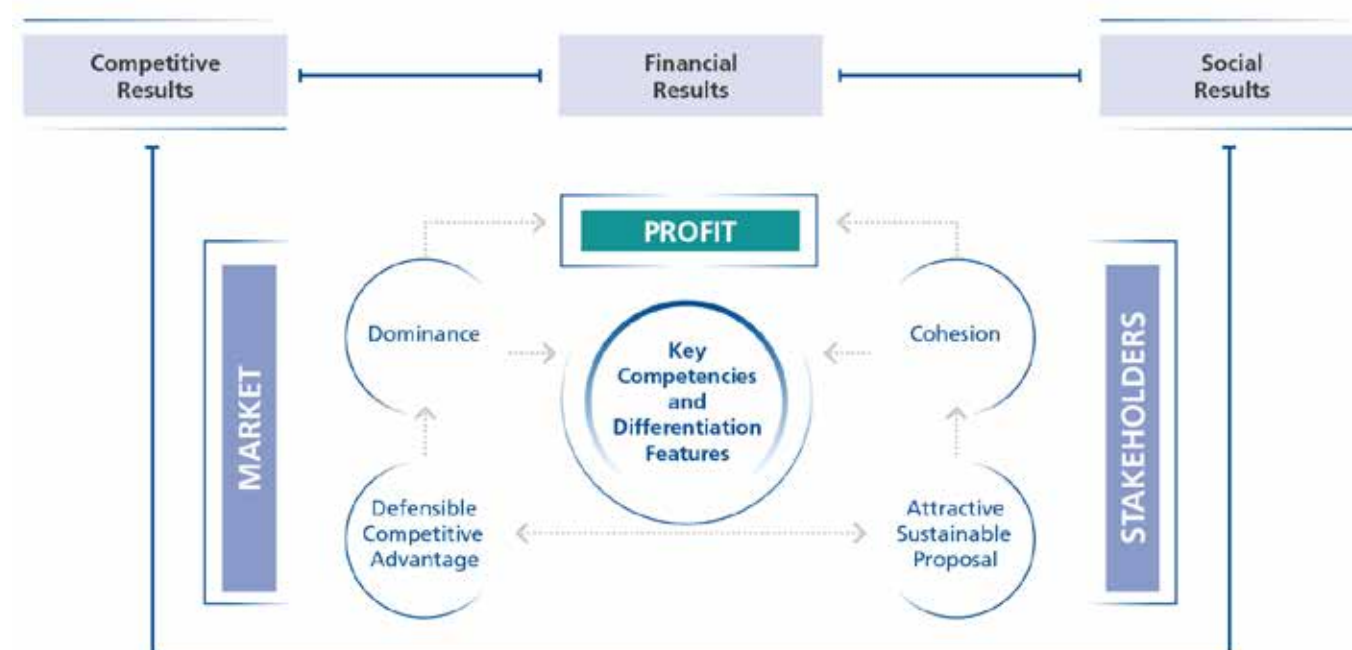 Competitive
Results
Financial
Results
Social
Results
PROFIT
MARKET
Dominance
Key
Competencies
and
Differentiation
Features
Cohesion
STAKEHOLDERS
Defensible
Competitive
Advantage
Attractive
Sustainable
Proposal